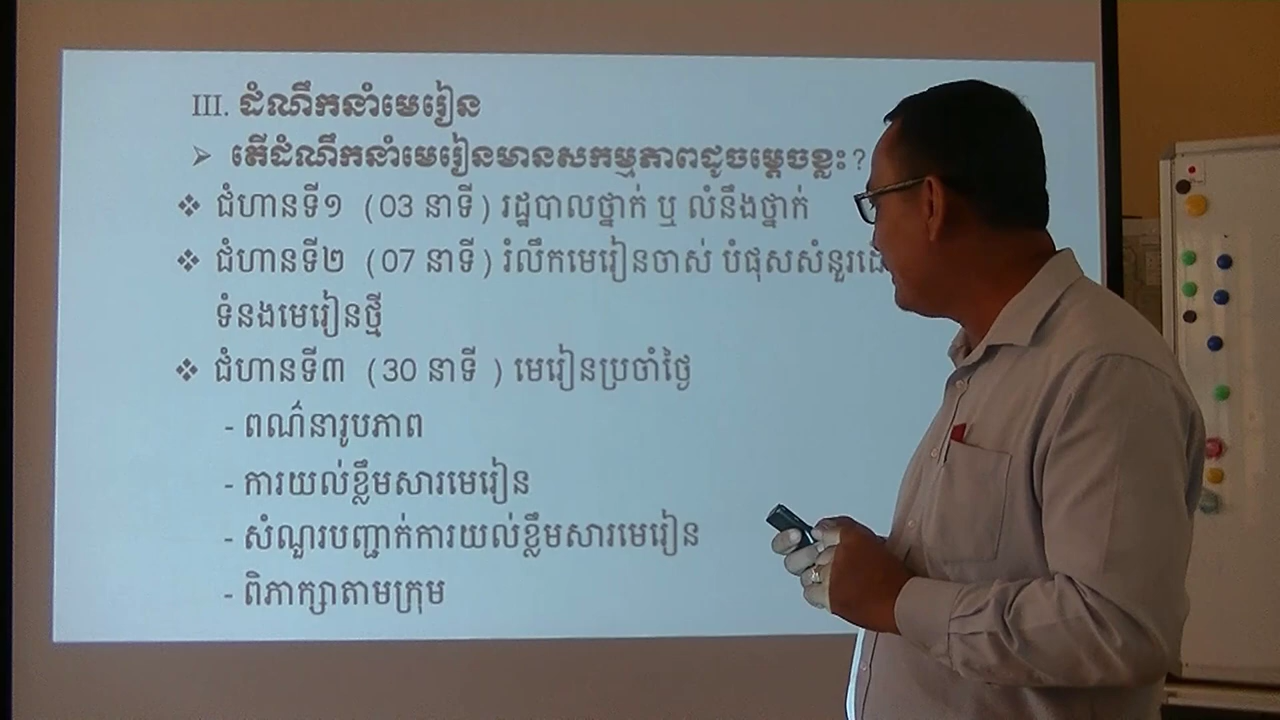 III. ដំណឹកនាំមេរៀន
➢ តើដំណឹកនាំមេរៀនមានសកម្មភាពដូចម្ដេចខ្លះ?
❖ ជំហានទី១ (03 នាទី) រដ្ឋបាលថ្នាក់ ឬ លំនឹងថ្នាក់
❖ ជំហានទី២ (07 នាទី) រំលឹកមេរៀនចាស់ បំផុសសំនួរ
ទំនងមេរៀនថ្មី
❖ ជំហានទី៣ (30 នាទី ) មេរៀនប្រចាំថ្ងៃ
- ពណ៌នារូបភាព
- ការយល់ខ្លឹមសារមេរៀន
- សំណួរបញ្ជាក់ការយល់ខ្លឹមសារមេរៀន
- ពិភាក្សាតាមក្រុម